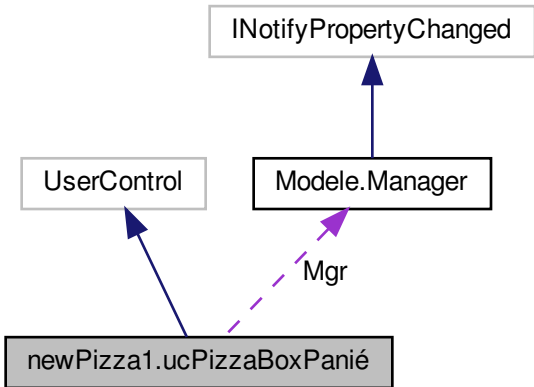 INotifyPropertyChanged
UserControl
Modele.Manager
Mgr
newPizza1.ucPizzaBoxPanié